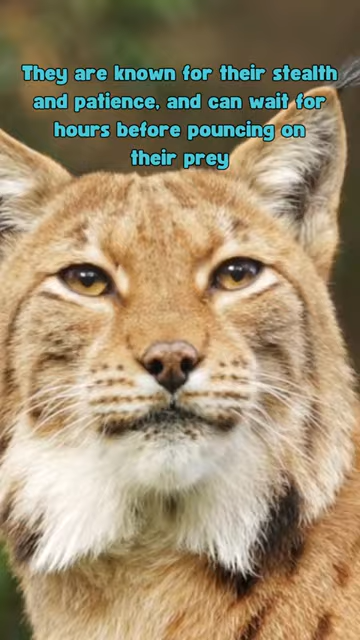 They are known for their stealth
and patience, and can wait for
hours before pouncing on
their prey